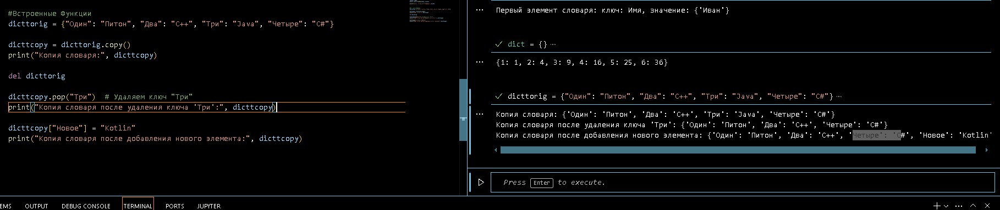 #Встроенные Функции
dicttorig = {"Один": "Питон", "Два": "C++", "Три": "Java", "Четыре": "C#"}
dicttcopy = dicttorig.copy()
print("Копия словаря:", dicttcopy)
del dicttorig
dicttcopy.pop("Три")  # Удаляем ключ "Три"
print("Копия словаря после удаления ключа 'Три':", dicttcopy)
dicttcopy["Новое"] = "Kotlin"
print("Копия словаря после добавления нового элемента:", dicttcopy)
... Первый элемент словаря: ключ: Имя, значение: {'Иван'}
✓ dict = {} ...
... {1: 1, 2: 4, 3: 9, 4: 16, 5: 25, 6: 36}
✓ dicttorig = {"Один": "Питон", "Два": "C++", "Три": "Java", "Четыре": "C#"} ...
... Копия словаря: {'Один': 'Питон', 'Два': 'C++', 'Три': 'Java', 'Четыре': 'C#'}
Копия словаря после удаления ключа 'Три': {'Один': 'Питон', 'Два': 'C++', 'Четыре': 'C#'}
Копия словаря после добавления нового элемента: {'Один': 'Питон', 'Два': 'C++', 'Четыре': 'C#', 'Новое': 'Kotlin'
Press Enter to execute.
EMS OUTPUT DEBUG CONSOLE TERMINAL PORTS JUPYTER